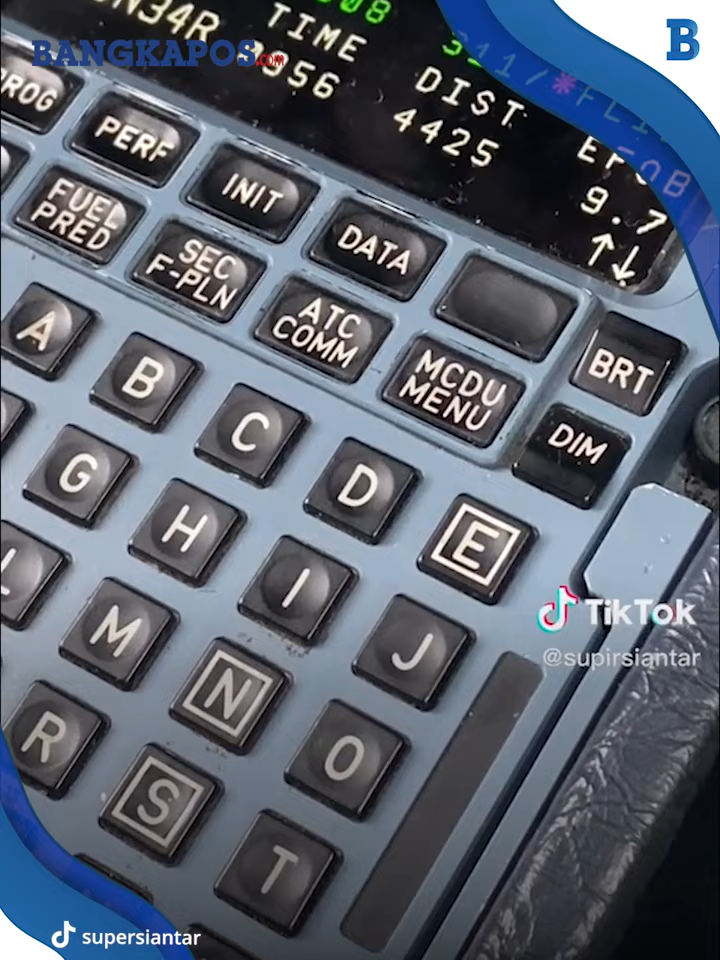 B
BANGKAPOS.com
TIME
DIST
4425
9.7
↑↓
PERF
INIT
DATA
FUEL
PRED
SEC
F-PLN
ATC
COMM
MCDU
MENU
BRT
DIM
A
B
C
D
E
G
H
I
J
M
N
O
R
S
T
TikTok
@supirsiantar
supersiantar